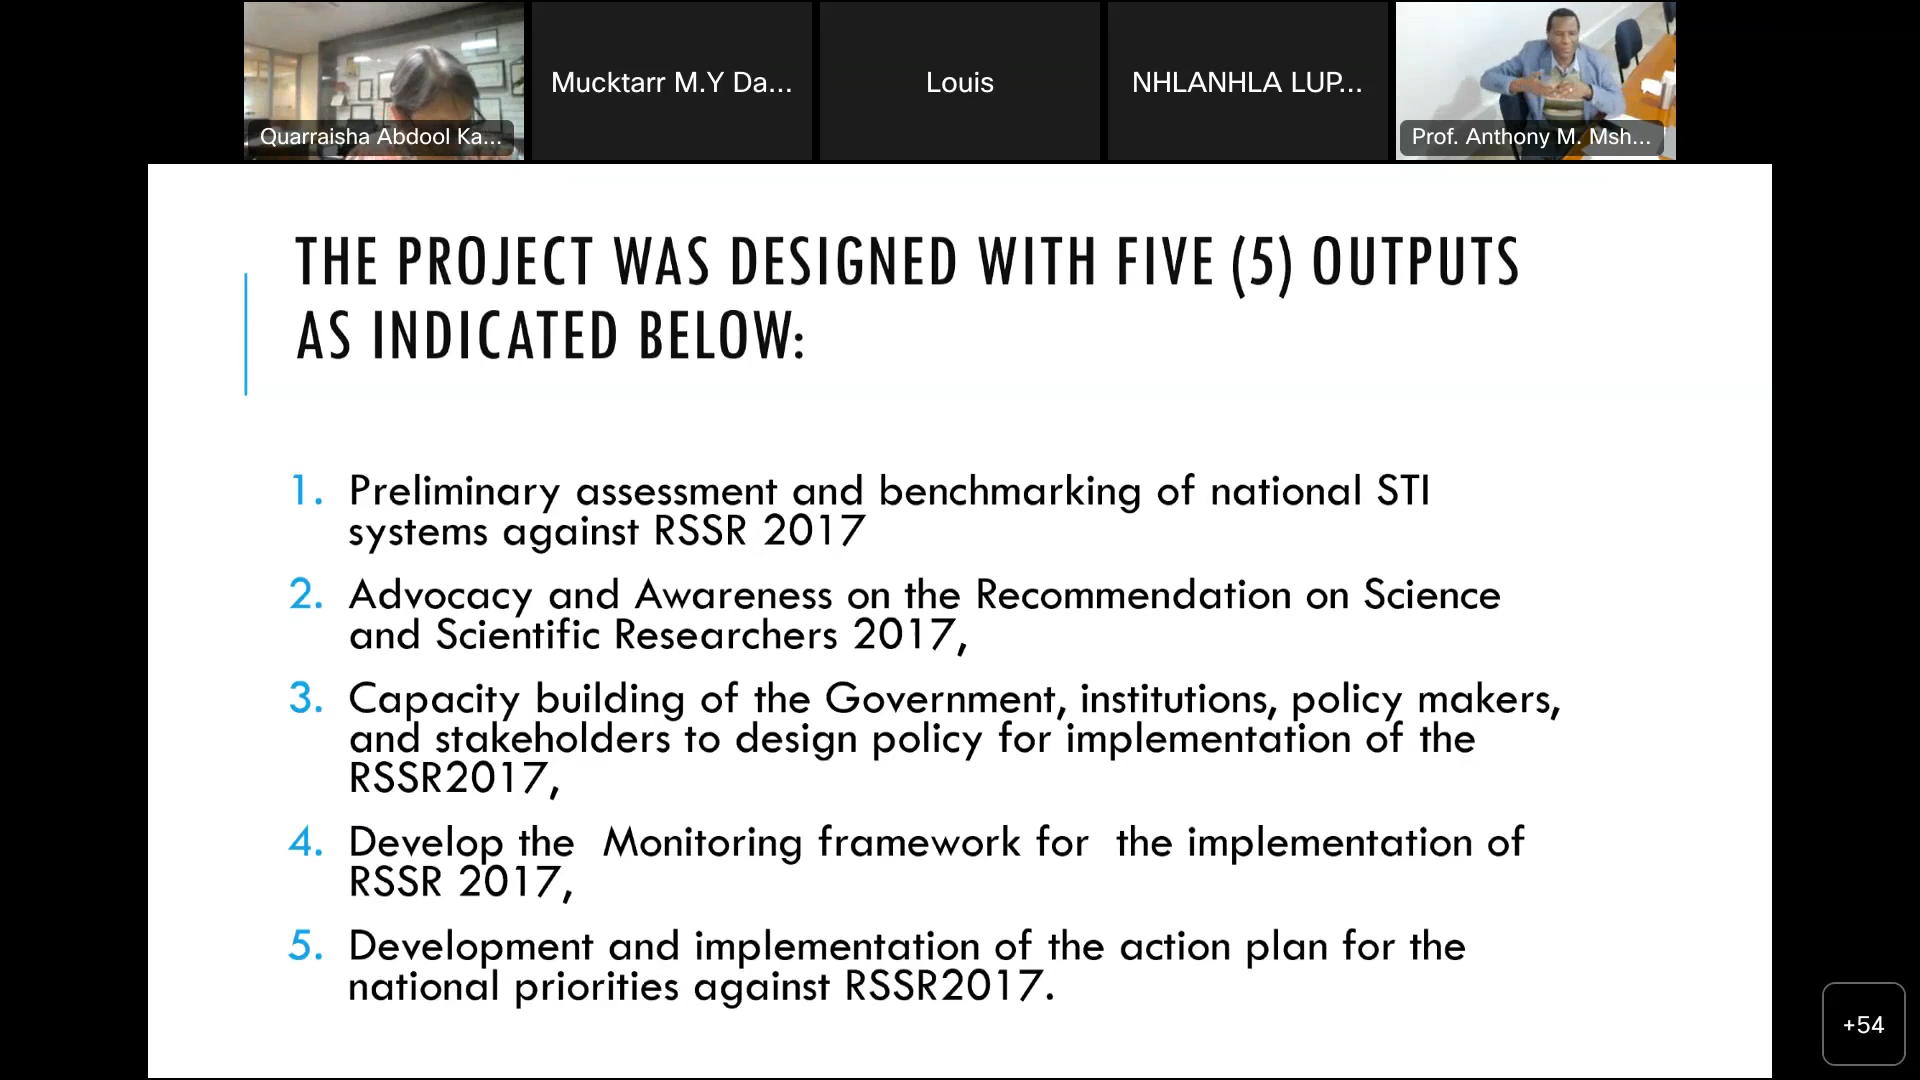 Quarraisha Abdool Ka...
Mucktarr M.Y Da...
Louis
NHLANHLA LUP...
Prof. Anthony M. Msh...
THE PROJECT WAS DESIGNED WITH FIVE (5) OUTPUTS
AS INDICATED BELOW:
1. Preliminary assessment and benchmarking of national STI
systems against RSSR 2017
2. Advocacy and Awareness on the Recommendation on Science
and Scientific Researchers 2017,
3. Capacity building of the Government, institutions, policy makers,
and stakeholders to design policy for implementation of the
RSSR2017,
4. Develop the  Monitoring framework for  the implementation of
RSSR 2017,
5. Development and implementation of the action plan for the
national priorities against RSSR2017.
+54